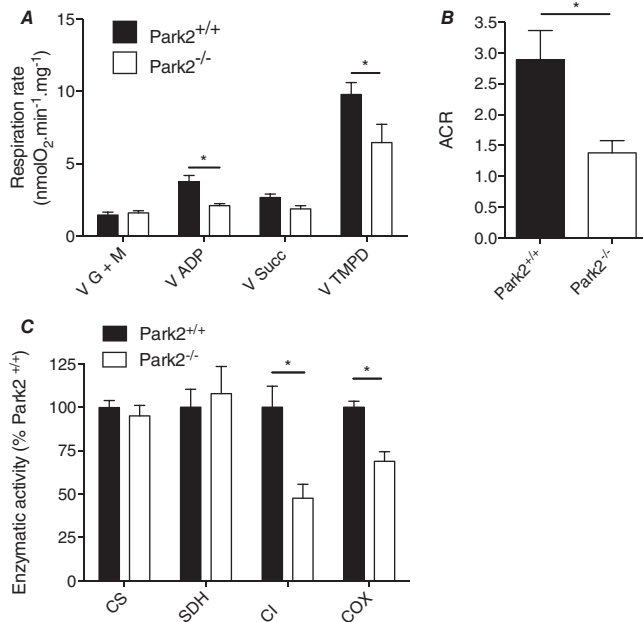 A
Park2+/+
Park2-/-
Respiration rate
(nmolO2.min-1.mg-1)
15
10
5
0
*
*
V G + M
V ADP
V Succ
V TMPD
B
*
ACR
3.5
3.0
2.5
2.0
1.5
1.0
0.5
0.0
Park2+/+
Park2-/-
C
Park2+/+
Park2-/-
Enzymatic activity (% Park2 +/+)
125
100
75
50
25
0
*
*
CS
SDH
CI
COX